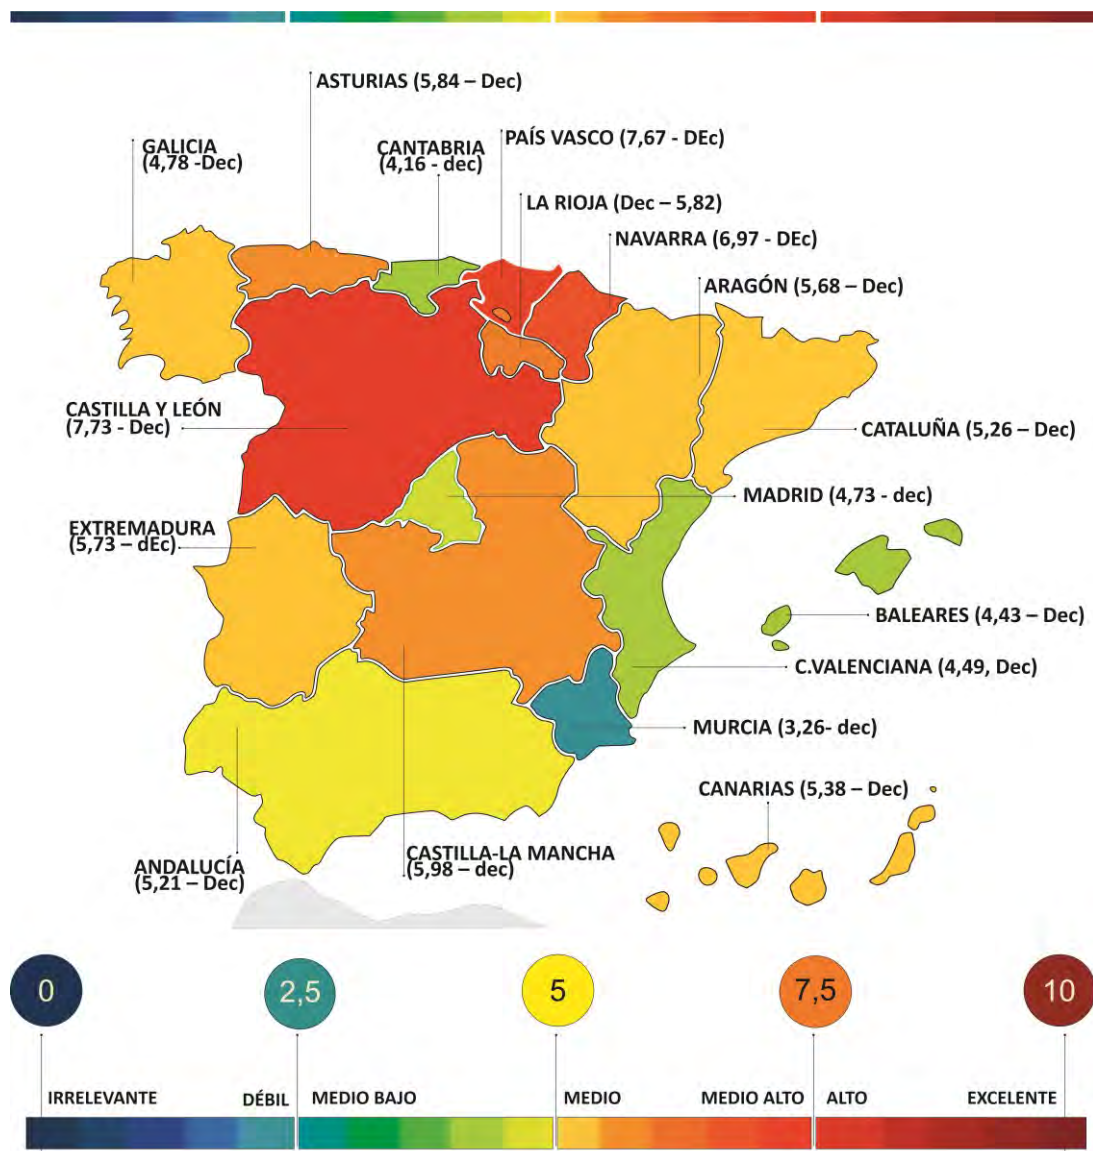 ASTURIAS (5,84 – Dec)
GALICIA
(4,78 -Dec)
CANTABRIA
(4,16 - dec)
PAÍS VASCO (7,67 - DEc)
LA RIOJA (Dec – 5,82)
NAVARRA (6,97 - DEc)
ARAGÓN (5,68 – Dec)
CASTILLA Y LEÓN
(7,73 - Dec)
CATALUÑA (5,26 – Dec)
MADRID (4,73 - dec)
EXTREMADURA
(5,73 – dEc)
BALEARES (4,43 – Dec)
C.VALENCIANA (4,49, Dec)
MURCIA (3,26- dec)
CANARIAS (5,38 – Dec)
ANDALUCÍA
(5,21 – Dec)
CASTILLA-LA MANCHA
(5,98 – dec)
0
2,5
5
7,5
10
IRRELEVANTE
DÉBIL
MEDIO BAJO
MEDIO
MEDIO ALTO
ALTO
EXCELENTE